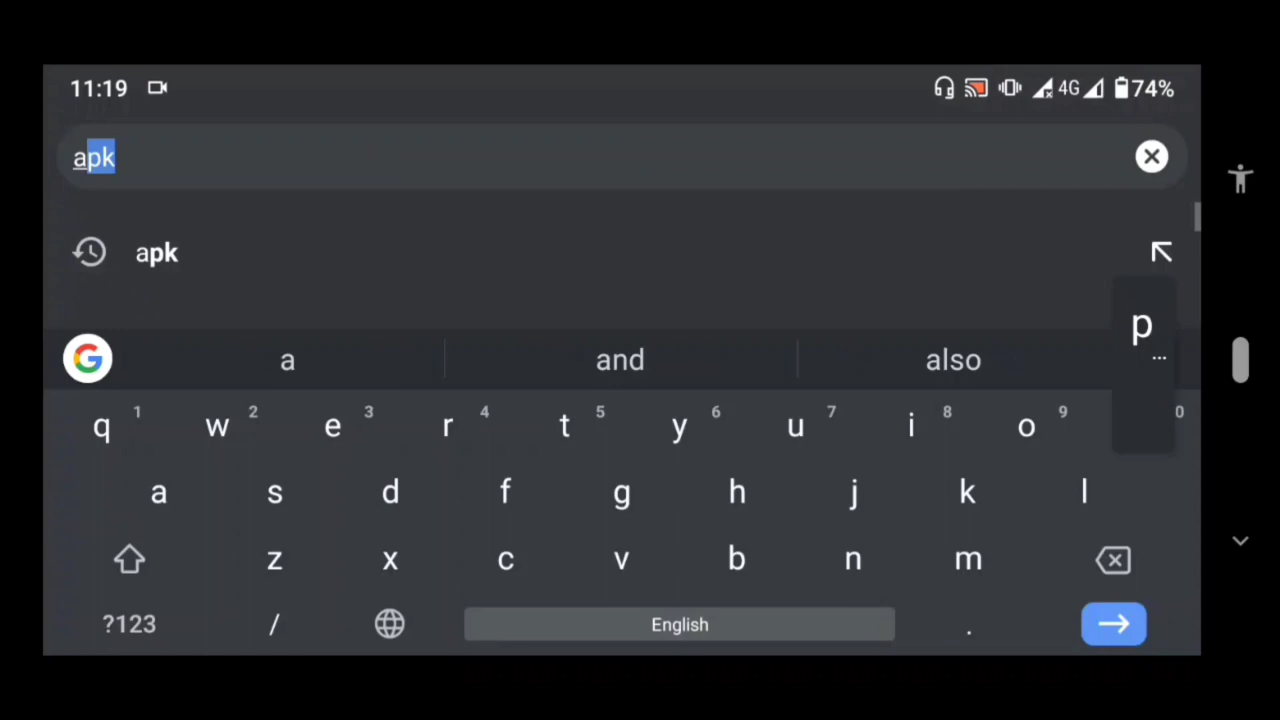 11:19 4G 74%
apk
apk
a and also
p
...
q 1 w 2 e 3 r 4 t 5 y 6 u 7 i 8 o 9 0
a s d f g h j k l
z x c v b n m
?123 / English .